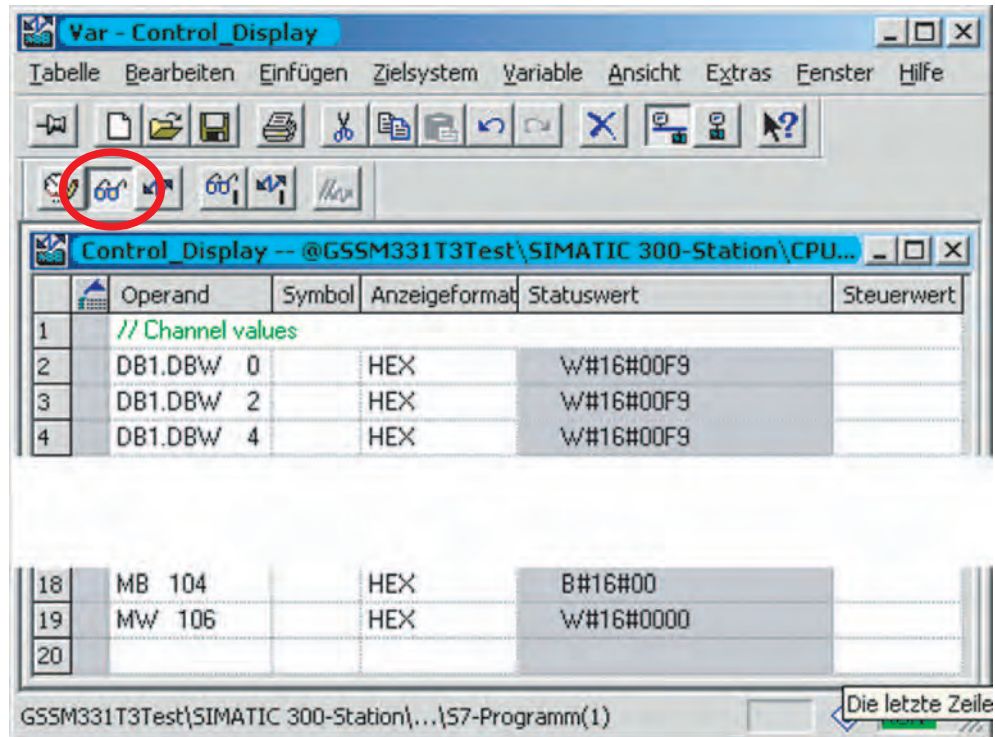 Var - Control_Display
Tabelle Bearbeiten Einfügen Zielsystem Variable Ansicht Extras Fenster Hilfe
Control_Display -- @GSSM331T3Test\SIMATIC 300-Station\CPU...
Operand Symbol Anzeigeformat Statuswert Steuerwert
1 // Channel values
2 DB1.DBW 0 HEX W#16#00F9
3 DB1.DBW 2 HEX W#16#00F9
4 DB1.DBW 4 HEX W#16#00F9
18 MB 104 HEX B#16#00
19 MW 106 HEX W#16#0000
20
Die letzte Zeile
GSSM331T3Test\SIMATIC 300-Station\...\S7-Programm(1)